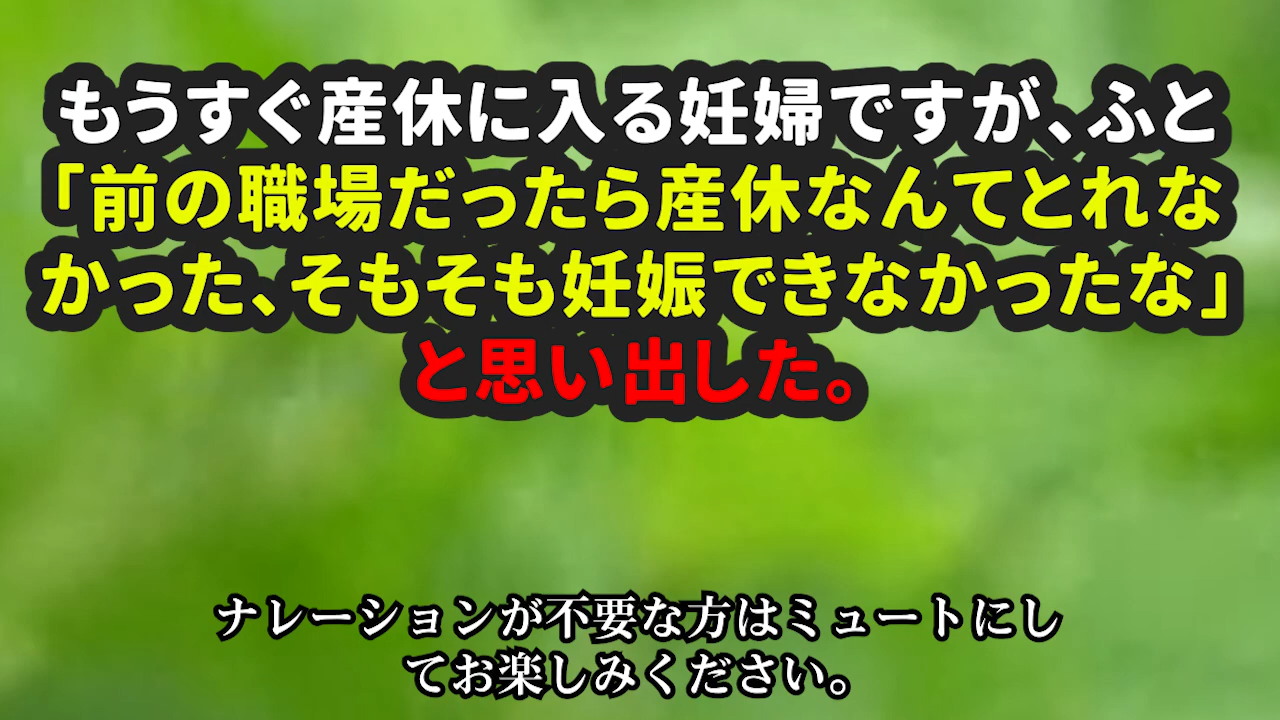 もうすぐ産休に入る妊婦ですが、ふと
「前の職場だったら産休なんてとれな
かった、そもそも妊娠できなかったな」
と思い出した。
ナレーションが不要な方はミュートにし
てお楽しみください。